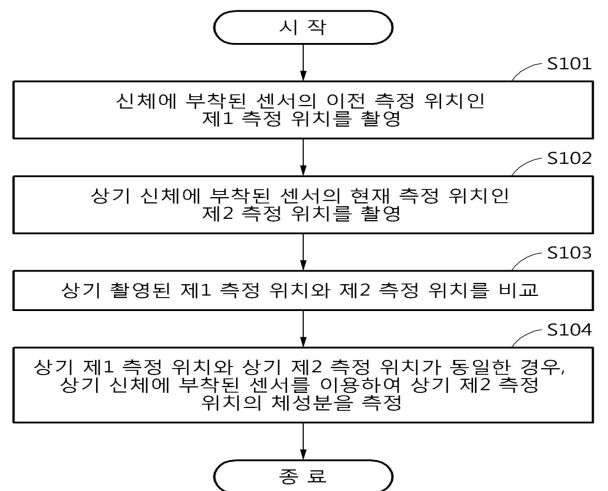 시 작
S101
신체에 부착된 센서의 이전 측정 위치인
제1 측정 위치를 촬영
S102
상기 신체에 부착된 센서의 현재 측정 위치인
제2 측정 위치를 촬영
S103
상기 촬영된 제1 측정 위치와 제2 측정 위치를 비교
S104
상기 제1 측정 위치와 상기 제2 측정 위치가 동일한 경우,
상기 신체에 부착된 센서를 이용하여 상기 제2 측정
위치의 체성분을 측정
종 료